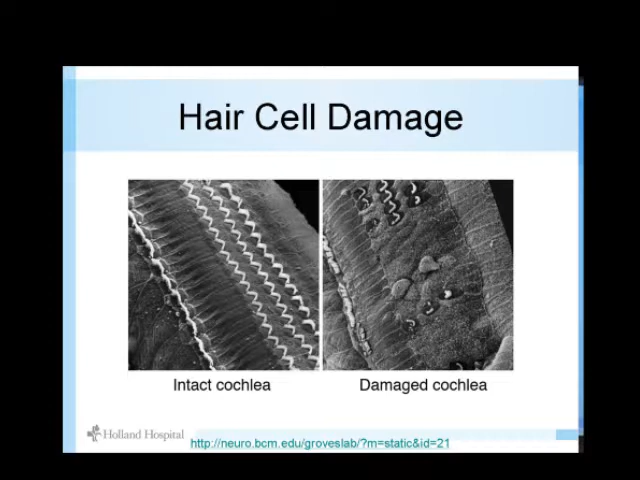 Hair Cell Damage
Intact cochlea
Damaged cochlea
Holland Hospital
http://neuro.bcm.edu/groveslab/?m=static&id=21